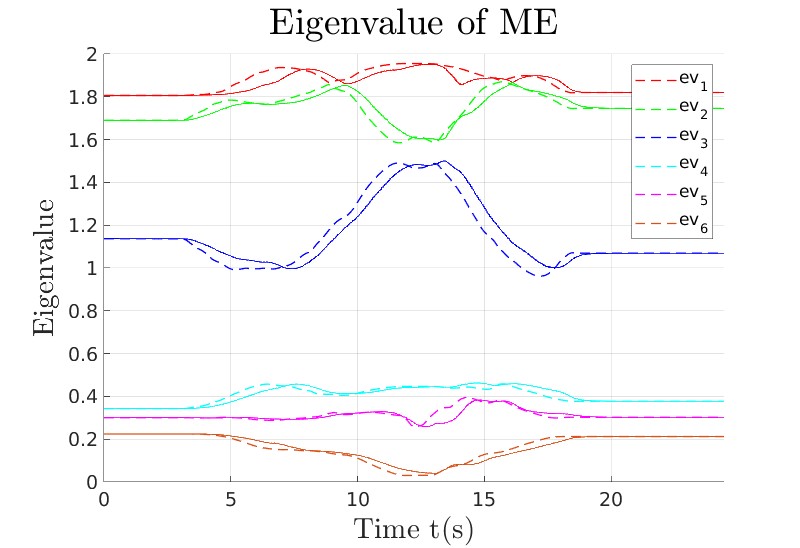 Eigenvalue of ME
2
1.8
1.6
1.4
1.2
1
0.8
0.6
0.4
0.2
0
Eigenvalue
ev1
ev2
ev3
ev4
ev5
ev6
0 5 10 15 20
Time t(s)